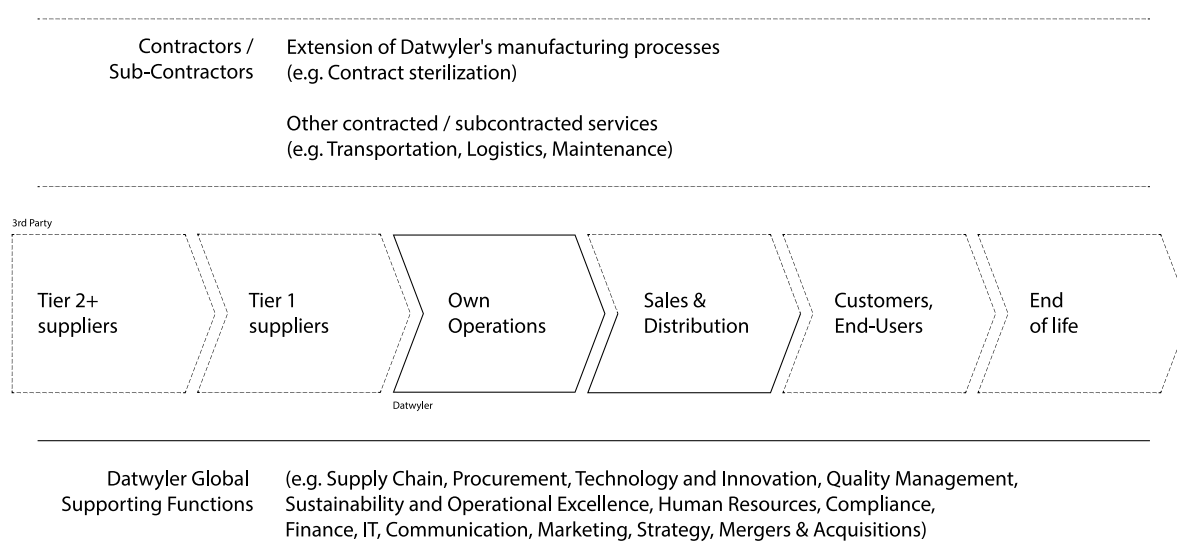 Contractors /
Sub-Contractors
Extension of Datwyler's manufacturing processes
(e.g. Contract sterilization)
Other contracted / subcontracted services
(e.g. Transportation, Logistics, Maintenance)
3rd Party
Tier 2+
suppliers
Tier 1
suppliers
Own
Operations
Sales &
Distribution
Customers,
End-Users
End
of life
Datwyler
Datwyler Global
Supporting Functions
(e.g. Supply Chain, Procurement, Technology and Innovation, Quality Management,
Sustainability and Operational Excellence, Human Resources, Compliance,
Finance, IT, Communication, Marketing, Strategy, Mergers & Acquisitions)